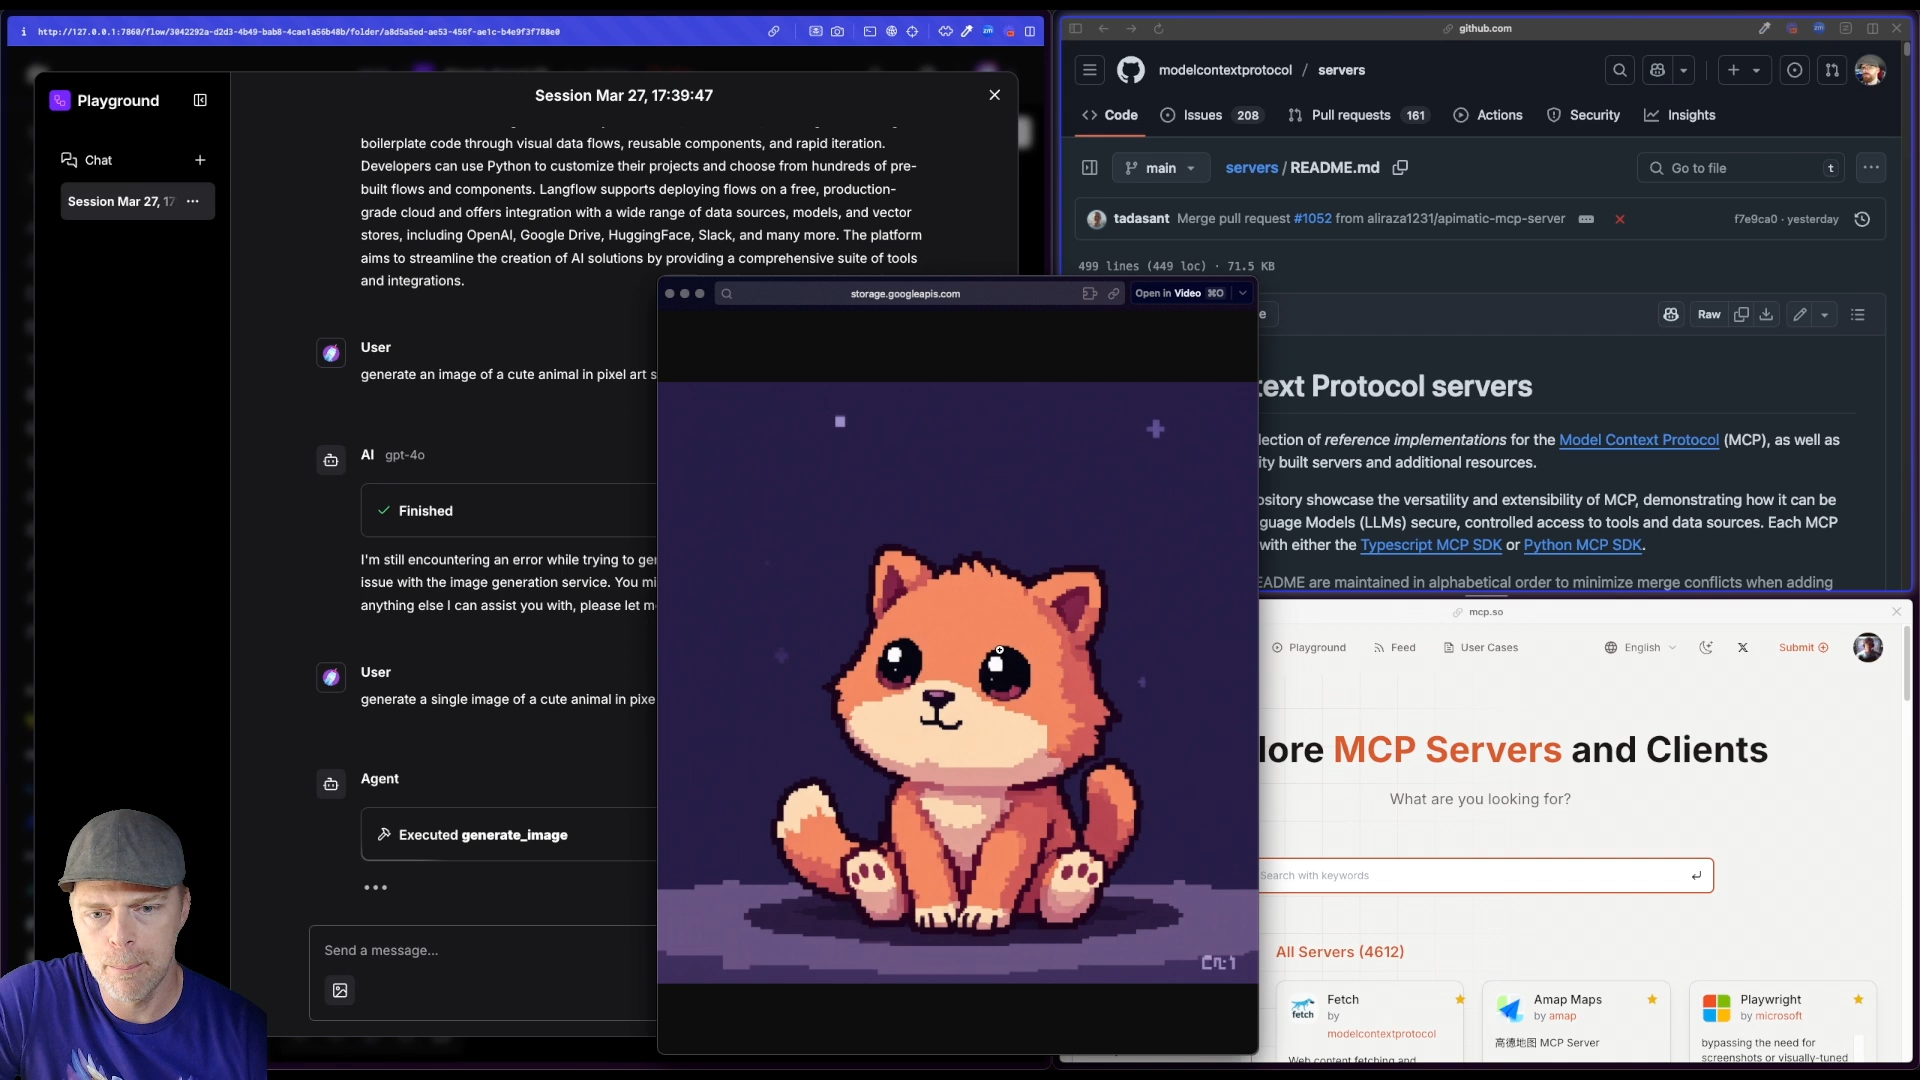 http://127.0.0.1:7860/flow/3042292a-d2d3-4b49-bab8-4cae1a56b48b/folder/a8d5a5ed-ae53-456f-ae1c-b4e9f3f788e0
Playground
Chat
Session Mar 27, 17
Session Mar 27, 17:39:47
boilerplate code through visual data flows, reusable components, and rapid iteration.
Developers can use Python to customize their projects and choose from hundreds of pre-
built flows and components. Langflow supports deploying flows on a free, production-
grade cloud and offers integration with a wide range of data sources, models, and vector
stores, including OpenAI, Google Drive, HuggingFace, Slack, and many more. The platform
aims to streamline the creation of AI solutions by providing a comprehensive suite of tools
and integrations.
User
generate an image of a cute animal in pixel art s
AI gpt-4o
Finished
I'm still encountering an error while trying to ge
issue with the image generation service. You mi
anything else I can assist you with, please let m
User
generate a single image of a cute animal in pixe
Agent
Executed generate_image
Send a message...
storage.googleapis.com
Open in Video ⌘O
github.com
modelcontextprotocol / servers
Code
Issues 208
Pull requests 161
Actions
Security
Insights
main
servers / README.md
Go to file
t
tadasant Merge pull request #1052 from aliraza1231/apimatic-mcp-server
f7e9ca0 · yesterday
499 lines (449 loc) · 71.5 KB
e
Raw
text Protocol servers
lection of reference implementations for the Model Context Protocol (MCP), as well as
ity built servers and additional resources.
ository showcase the versatility and extensibility of MCP, demonstrating how it can be
guage Models (LLMs) secure, controlled access to tools and data sources. Each MCP
with either the Typescript MCP SDK or Python MCP SDK.
EADME are maintained in alphabetical order to minimize merge conflicts when adding
mcp.so
Playground
Feed
User Cases
English
Submit
lore MCP Servers and Clients
What are you looking for?
Search with keywords
All Servers (4612)
fetch
Fetch
by
modelcontextprotocol
Web content fetching and
Amap Maps
by amap
高德地图 MCP Server
Playwright
by microsoft
bypassing the need for
screenshots or visually-tuned